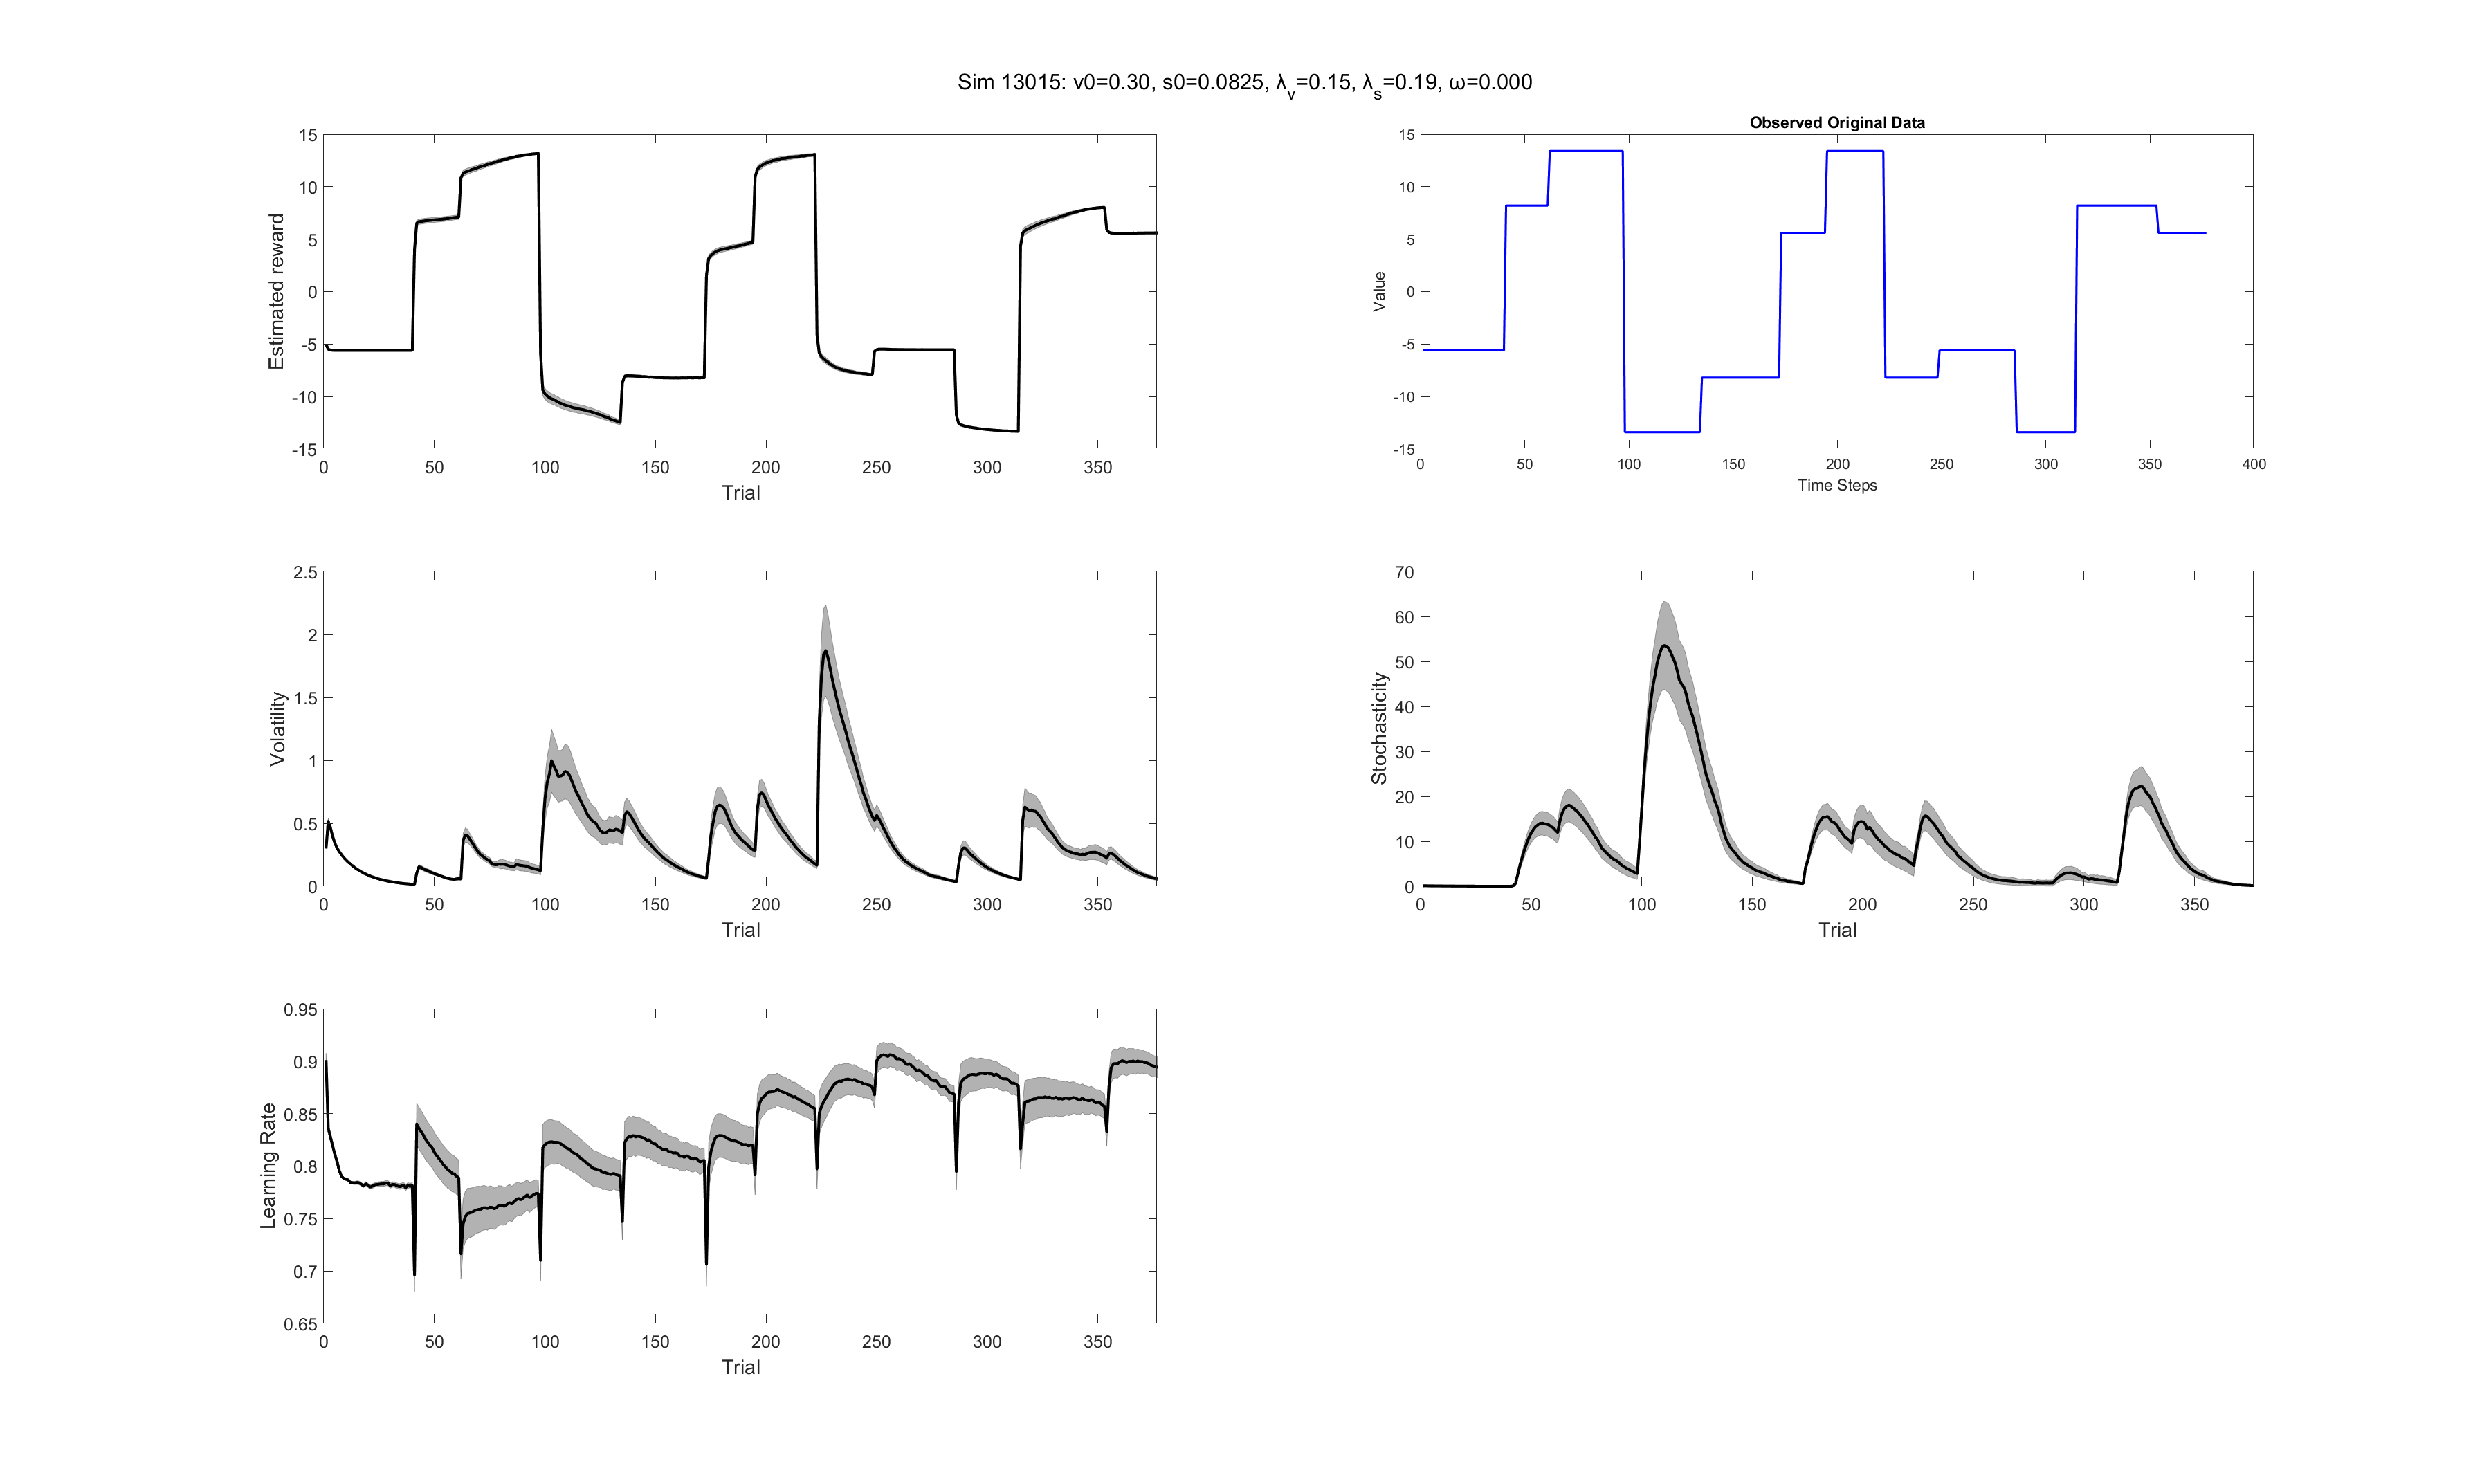 Sim 13015: v0=0.30, s0=0.0825, λv=0.15, λs=0.19, ω=0.000
15
10
5
0
-5
-10
-15
Estimated reward
0 50 100 150 200 250 300 350
Trial
Observed Original Data
15
10
5
0
-5
-10
-15
Value
0 50 100 150 200 250 300 350 400
Time Steps
2.5
2
1.5
1
0.5
0
Volatility
0 50 100 150 200 250 300 350
Trial
70
60
50
40
30
20
10
0
Stochasticity
0 50 100 150 200 250 300 350
Trial
0.95
0.9
0.85
0.8
0.75
0.7
0.65
Learning Rate
0 50 100 150 200 250 300 350
Trial